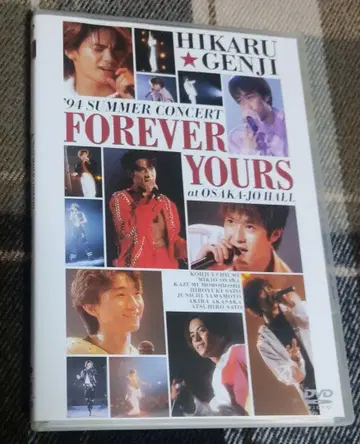 HIKARU
★GENJI
'94 SUMMER CONCERT
FOREVER
YOURS
at OSAKA-JO HALL
KOHJI UCHIUMI
MIKIO OSAWA
KAZUMI MOROHOSHI
HIROYUKI SATO
JUNICHI YAMAMOTO
AKIRA AKASAKA
ATSUHIRO SATO
DVD